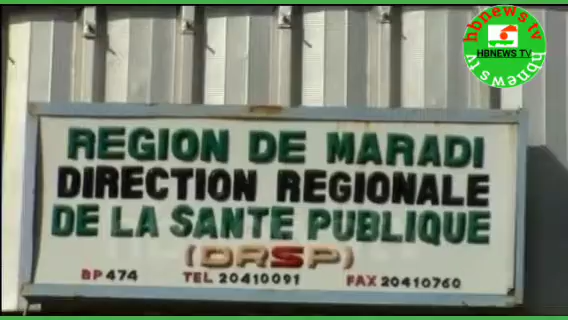 hbnews tv
HBNEWS TV
hbnews tv
REGION DE MARADI
DIRECTION REGIONALE
DE LA SANTE PUBLIQUE
(DRSP)
BP 474 TEL 20410091 FAX 20410760